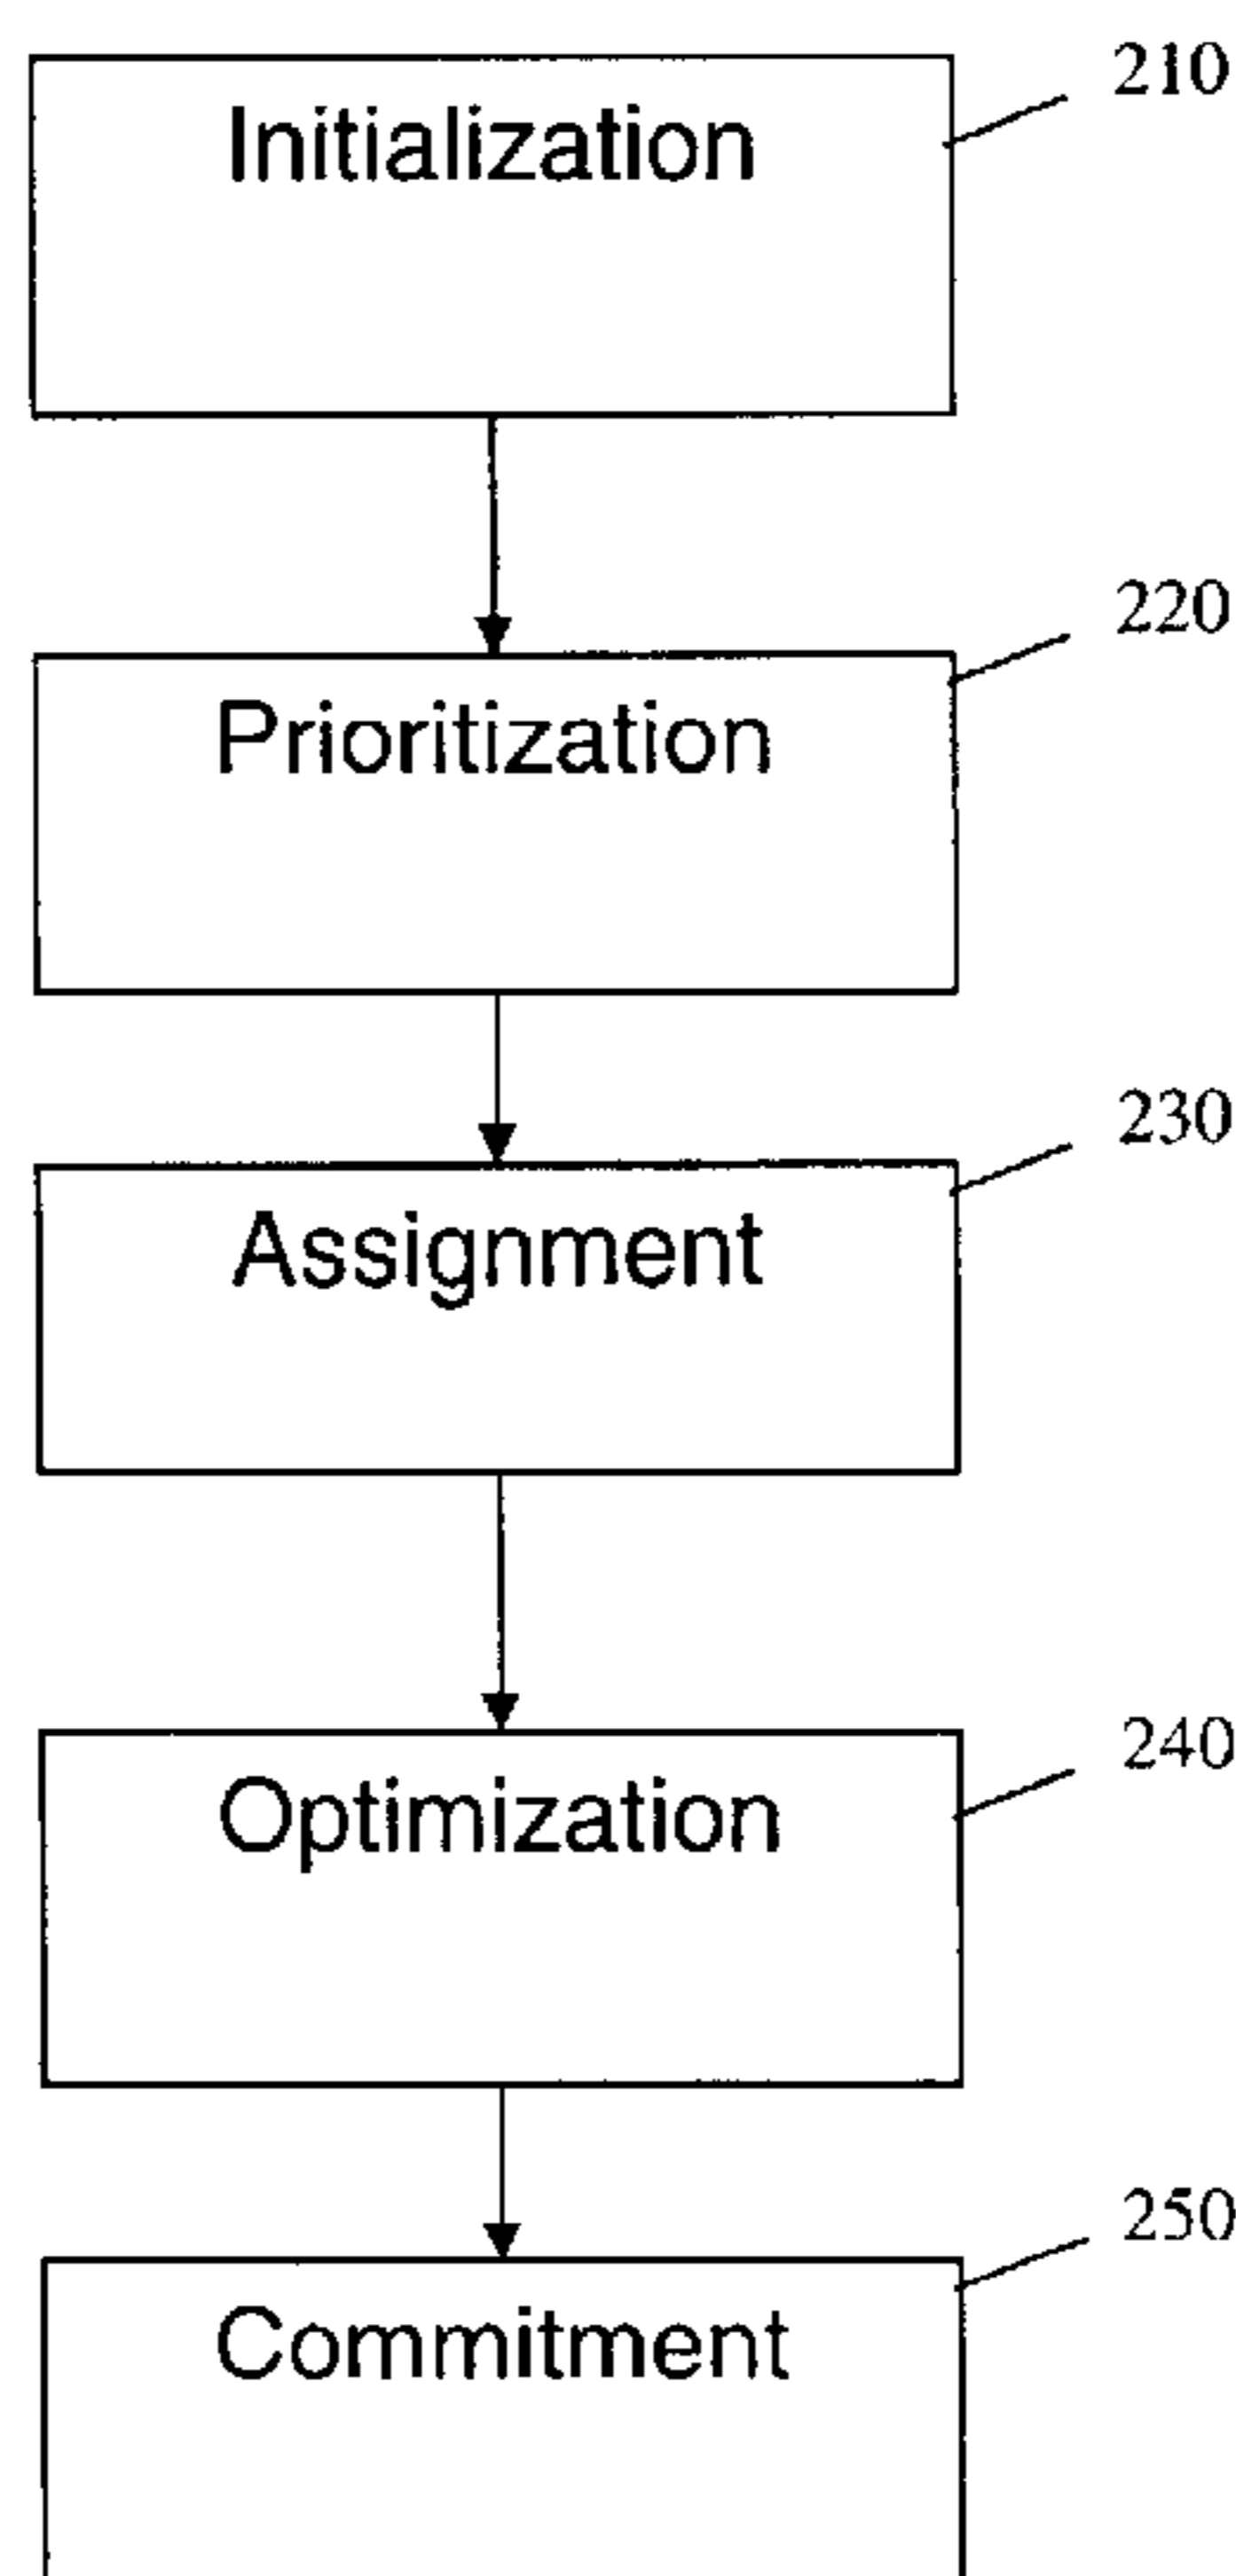 210
Initialization
220
Prioritization
230
Assignment
240
Optimization
250
Commitment